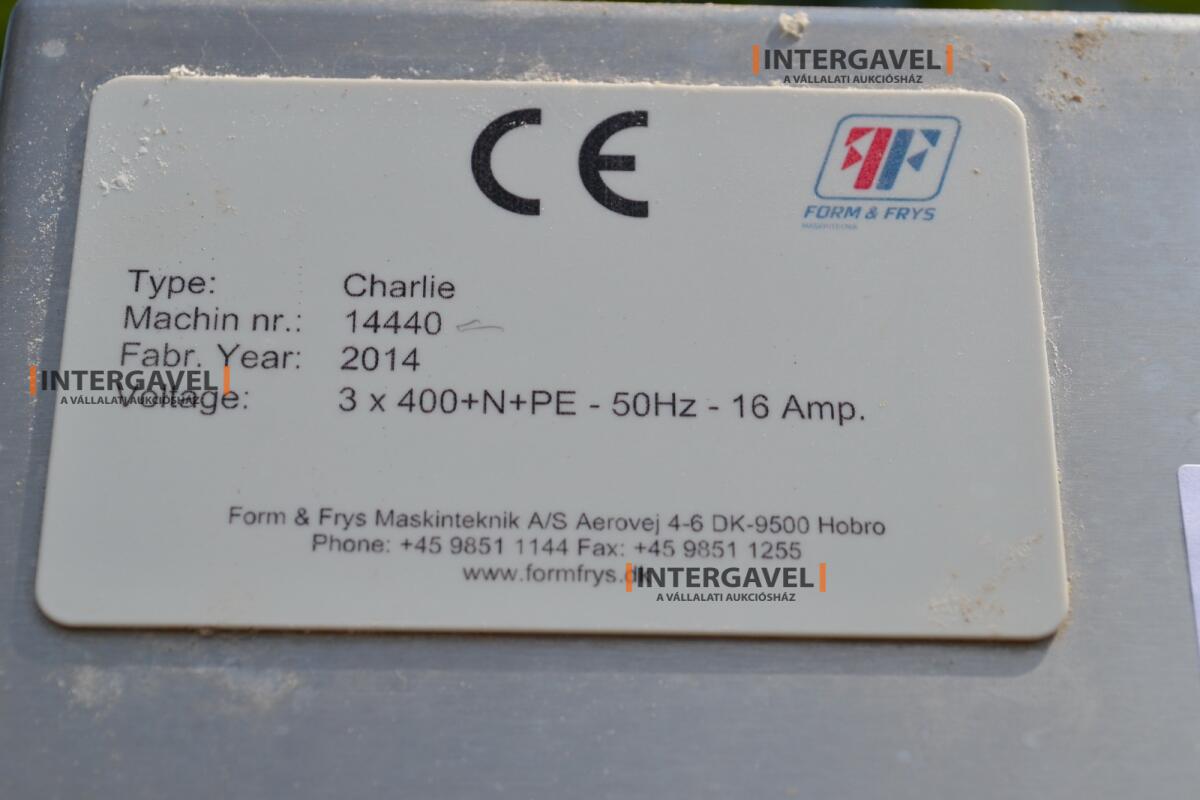 INTERGAVEL
A VÁLLALATI AUKCIÓSHÁZ
CE
FORM & FRYS
MASKINTEKNIK
Type: Charlie
Machin nr.: 14440
Fabr. Year: 2014
INTERGAVEL
A VÁLLALATI AUKCIÓSHÁZ
Voltage: 3 x 400+N+PE - 50Hz - 16 Amp.
Form & Frys Maskinteknik A/S Aerovej 4-6 DK-9500 Hobro
Phone: +45 9851 1144 Fax: +45 9851 1255
www.formfrys.dk
INTERGAVEL
A VÁLLALATI AUKCIÓSHÁZ